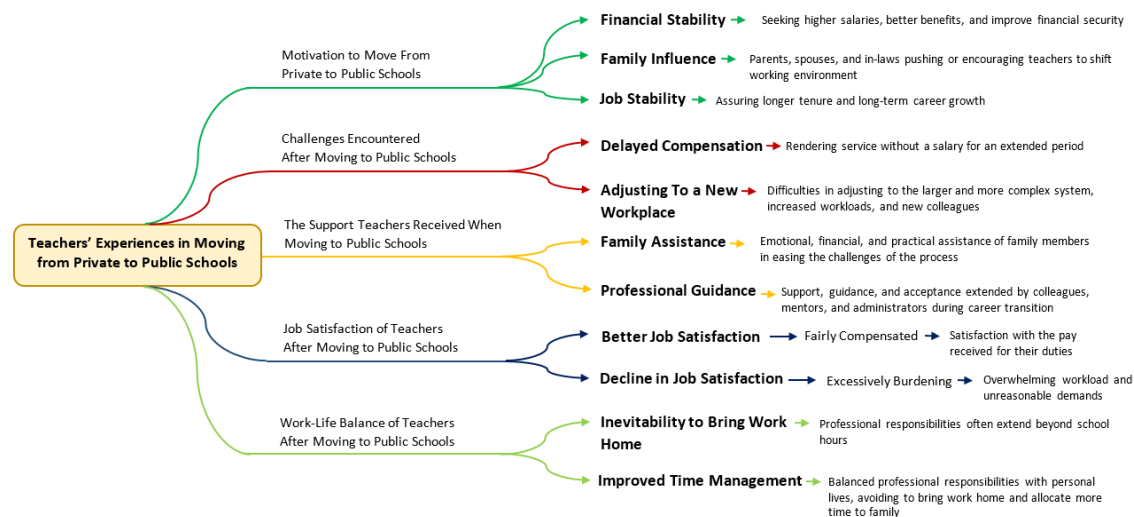 Teachers' Experiences in Moving
from Private to Public Schools
Motivation to Move From
Private to Public Schools
Financial Stability
Seeking higher salaries, better benefits, and improve financial security
Family Influence
Parents, spouses, and in-laws pushing or encouraging teachers to shift
working environment
Job Stability
Assuring longer tenure and long-term career growth
Challenges Encountered
After Moving to Public Schools
Delayed Compensation
Rendering service without a salary for an extended period
Adjusting To a New
Workplace
Difficulties in adjusting to the larger and more complex system,
increased workloads, and new colleagues
The Support Teachers Received When
Moving to Public Schools
Family Assistance
Emotional, financial, and practical assistance of family members
in easing the challenges of the process
Professional Guidance
Support, guidance, and acceptance extended by colleagues,
mentors, and administrators during career transition
Job Satisfaction of Teachers
After Moving to Public Schools
Better Job Satisfaction
Fairly Compensated
Satisfaction with the pay
received for their duties
Decline in Job Satisfaction
Excessively Burdening
Overwhelming workload and
unreasonable demands
Work-Life Balance of Teachers
After Moving to Public Schools
Inevitability to Bring Work
Home
Professional responsibilities often extend beyond school
hours
Improved Time Management
Balanced professional responsibilities with personal
lives, avoiding to bring work home and allocate more
time to family